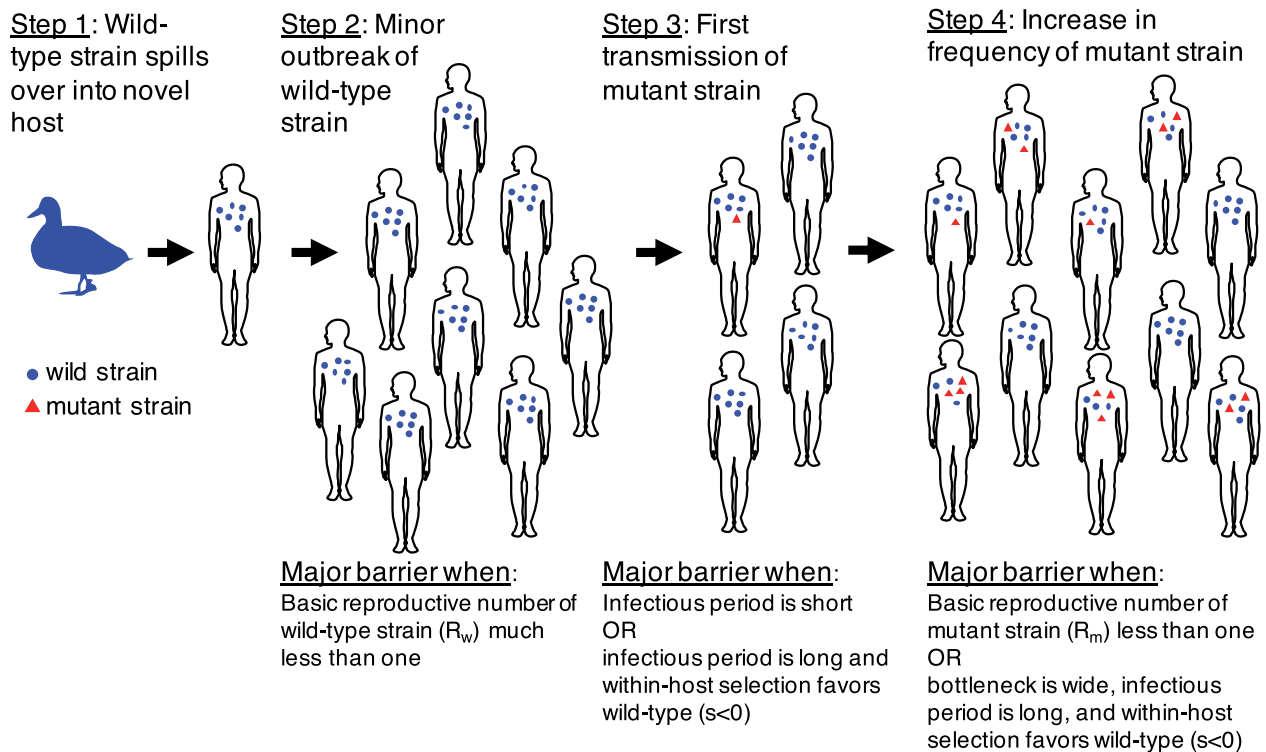 Step 1: Wild-
type strain spills
over into novel
host
Step 2: Minor
outbreak of
wild-type
strain
Step 3: First
transmission of
mutant strain
Step 4: Increase in
frequency of mutant strain
wild strain
mutant strain
Major barrier when:
Basic reproductive number of
wild-type strain (Rw) much
less than one
Major barrier when:
Infectious period is short
OR
infectious period is long and
within-host selection favors
wild-type (s<0)
Major barrier when:
Basic reproductive number of
mutant strain (Rm) less than one
OR
bottleneck is wide, infectious
period is long, and within-host
selection favors wild-type (s<0)